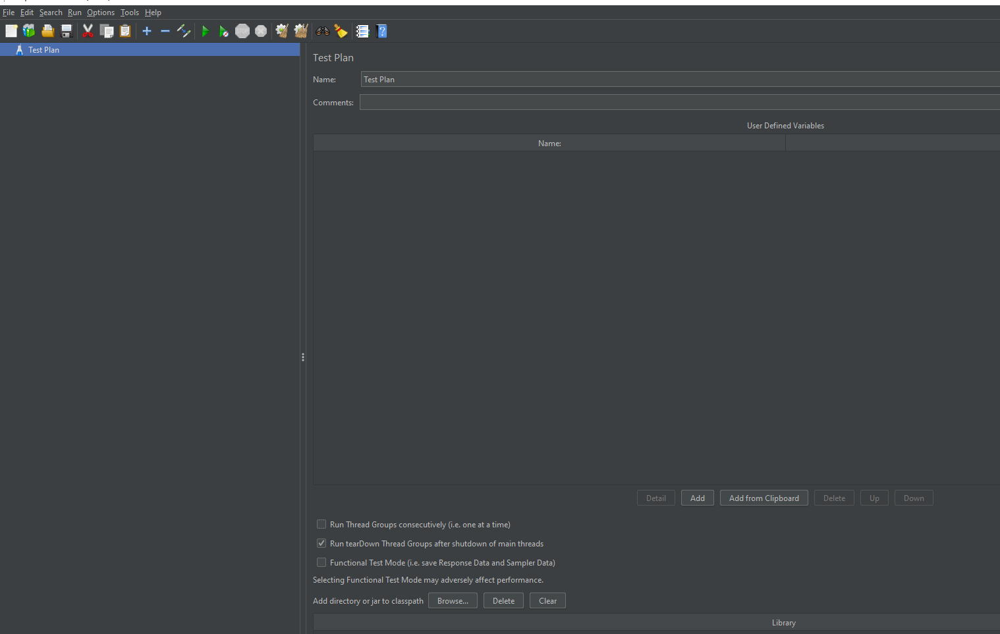 File Edit Search Run Options Tools Help
Test Plan
Test Plan
Name: Test Plan
Comments:
User Defined Variables
Name:
Detail Add Add from Clipboard Delete Up Down
Run Thread Groups consecutively (i.e. one at a time)
Run tearDown Thread Groups after shutdown of main threads
Functional Test Mode (i.e. save Response Data and Sampler Data)
Selecting Functional Test Mode may adversely affect performance.
Add directory or jar to classpath Browse... Delete Clear
Library